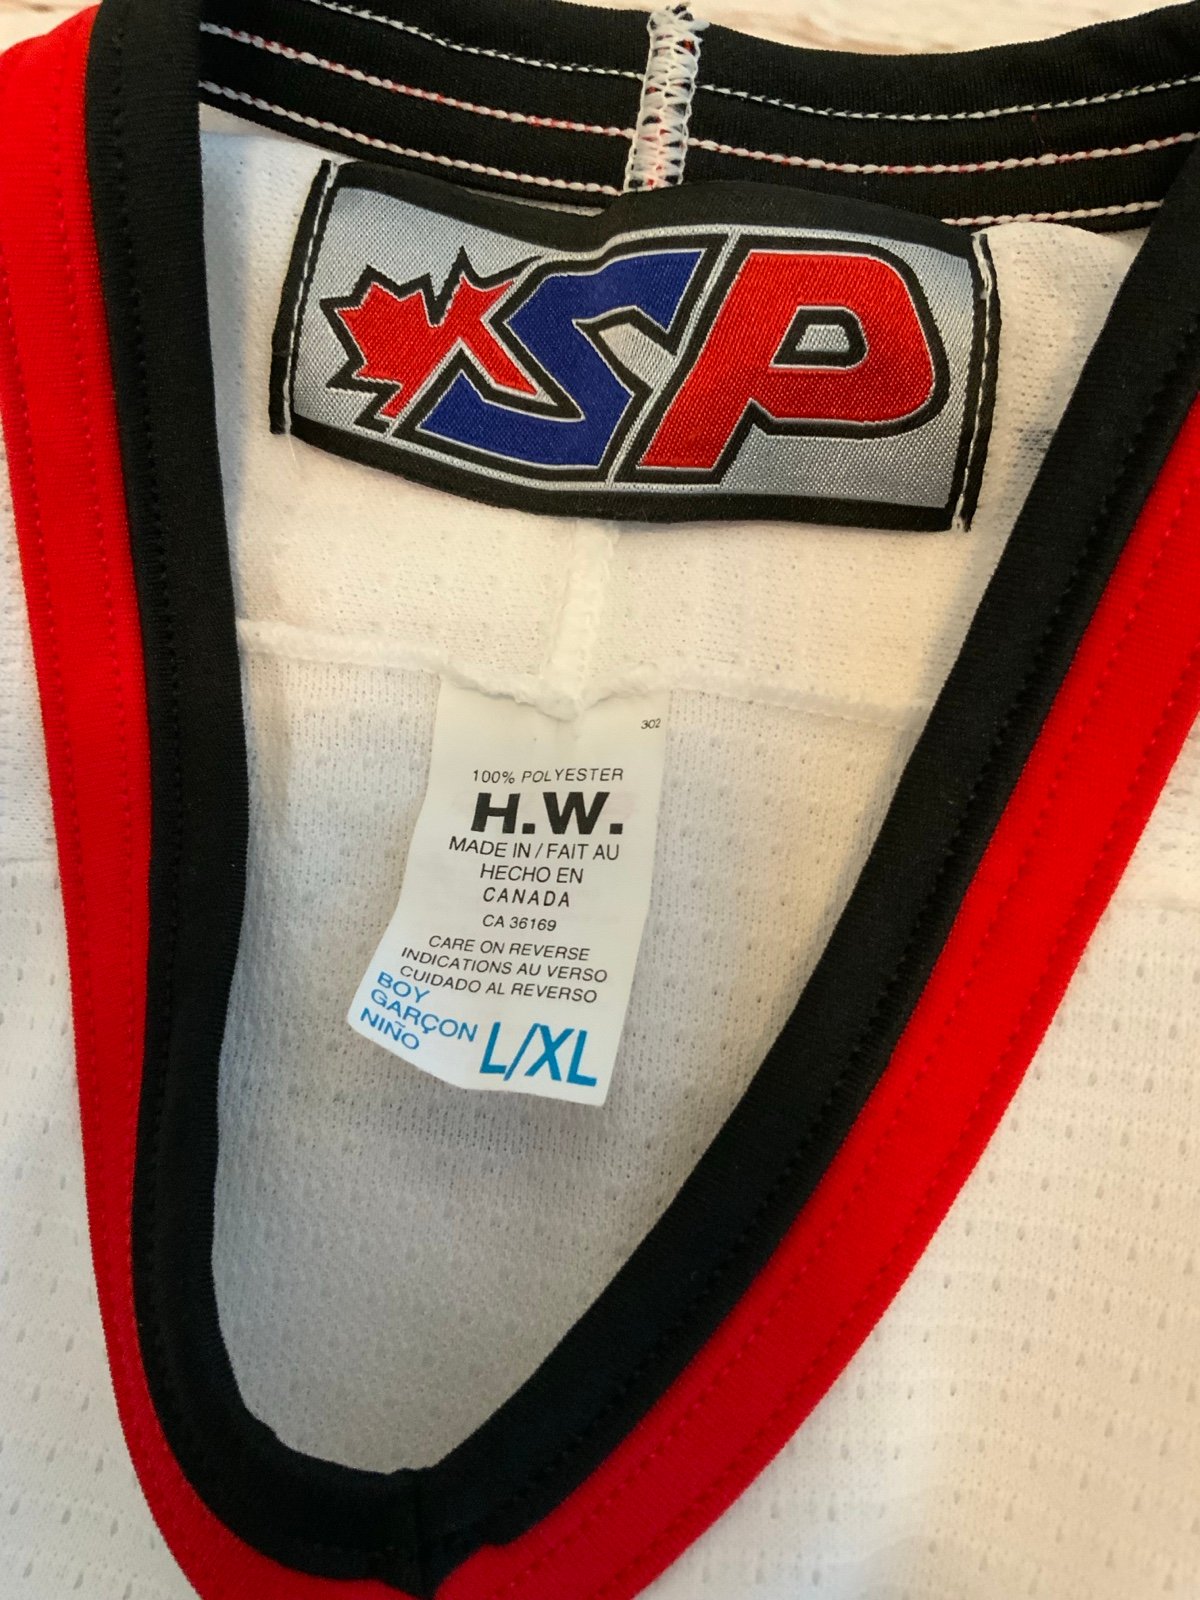 KSP
302
100% POLYESTER
H.W.
MADE IN / FAIT AU
HECHO EN
CANADA
CA 36169
CARE ON REVERSE
INDICATIONS AU VERSO
CUIDADO AL REVERSO
BOY
GARÇON
NIÑO
L/XL